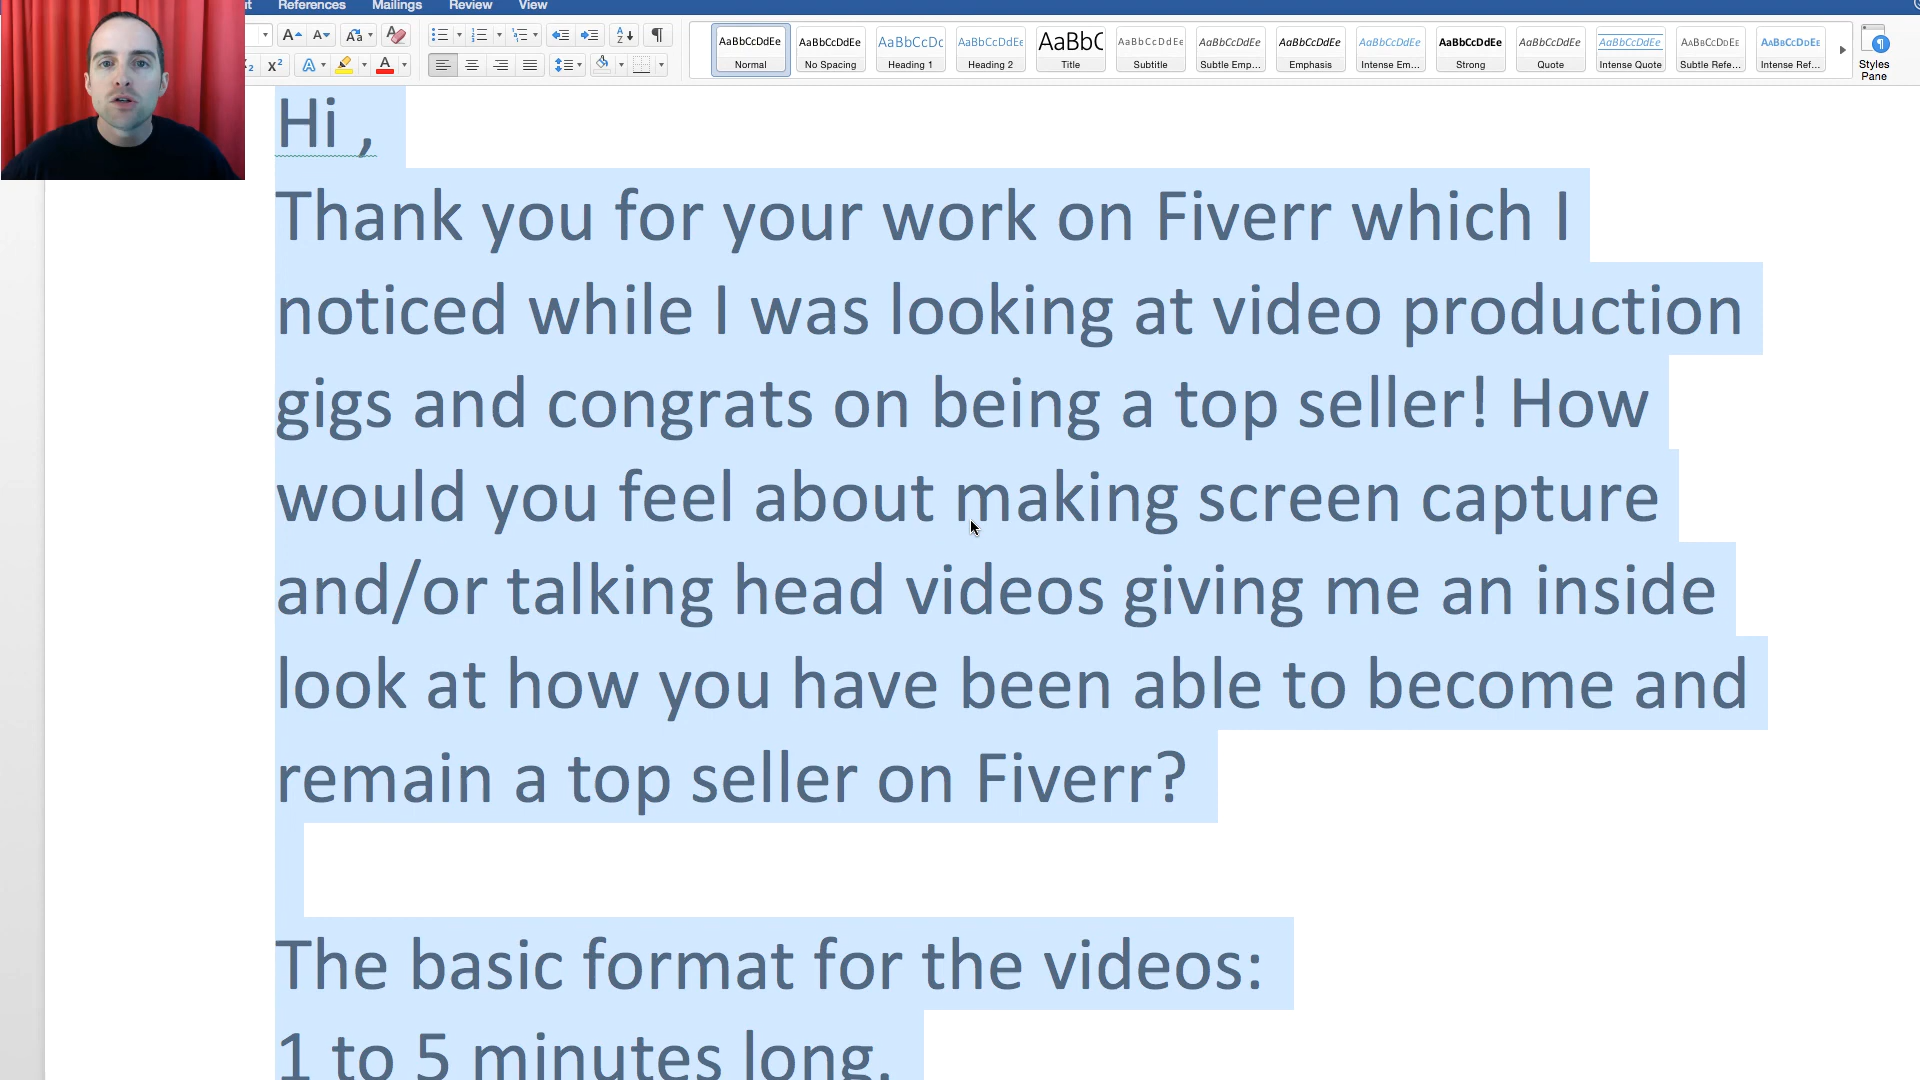 References Mailings Review View
AaBbCcDdEe AaBbCcDdEe AaBbCcDc AaBbCcDdEe AaBbC AaBbCcDdEe AaBbCcDdEe AaBbCcDdEe AaBbCcDdEe AaBbCcDdEe AaBbCcDdEe AaBbCcDdEe AaBbCcDdEe AaBbCcDdEe
Normal No Spacing Heading 1 Heading 2 Title Subtitle Subtle Emp... Emphasis Intense Em... Strong Quote Intense Quote Subtle Refe... Intense Ref...
Styles
Pane
Hi ,
Thank you for your work on Fiverr which I
noticed while I was looking at video production
gigs and congrats on being a top seller! How
would you feel about making screen capture
and/or talking head videos giving me an inside
look at how you have been able to become and
remain a top seller on Fiverr?
The basic format for the videos:
1 to 5 minutes long.